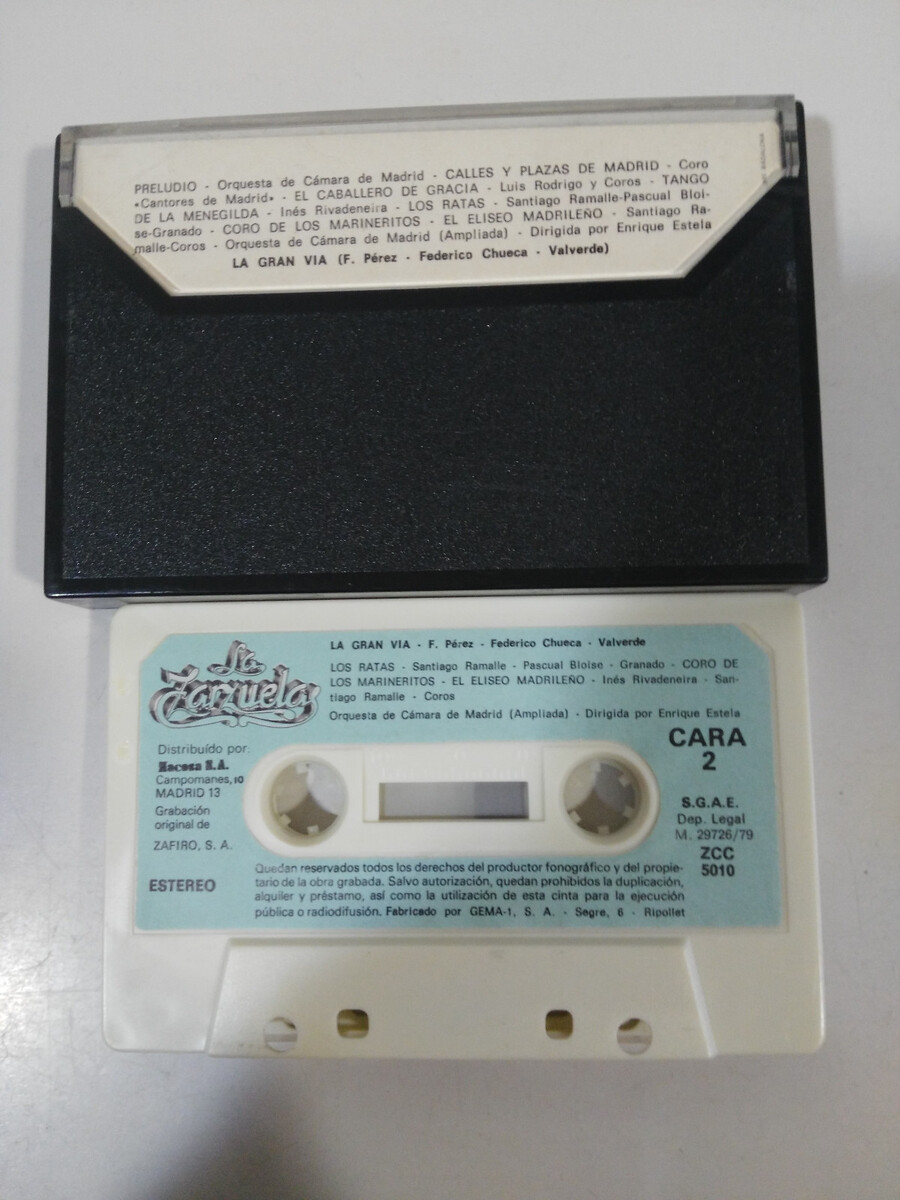 PRELUDIO - Orquesta de Cámara de Madrid - CALLES Y PLAZAS DE MADRID - Coro
«Cantores de Madrid» - EL CABALLERO DE GRACIA - Luis Rodrigo y Coros - TANGO
DE LA MENEGILDA - Inés Rivadeneira - LOS RATAS - Santiago Ramalle-Pascual Bloi-
se-Granado - CORO DE LOS MARINERITOS - EL ELISEO MADRILEÑO - Santiago Ra-
malle-Coros - Orquesta de Cámara de Madrid (Ampliada) - Dirigida por Enrique Estela
LA GRAN VIA (F. Pérez - Federico Chueca - Valverde)
La Zarzuela
LA GRAN VIA - F. Pérez - Federico Chueca - Valverde
LOS RATAS - Santiago Ramalle - Pascual Bloise - Granado - CORO DE
LOS MARINERITOS - EL ELISEO MADRILEÑO - Inés Rivadeneira - San-
tiago Ramalle - Coros
Orquesta de Cámara de Madrid (Ampliada) - Dirigida por Enrique Estela
CARA
2
Distribuído por:
Macosa S.A.
Campomanes, 10
MADRID 13
Grabación
original de
ZAFIRO, S. A.
ESTEREO
S.G.A.E.
Dep. Legal
M. 29726/79
ZCC
5010
Quedan reservados todos los derechos del productor fonográfico y del propie-
tario de la obra grabada. Salvo autorización, quedan prohibidos la duplicación,
alquiler y préstamo, así como la utilización de esta cinta para la ejecución
pública o radiodifusión. Fabricado por GEMA-1, S. A. - Segre, 6 - Ripollet